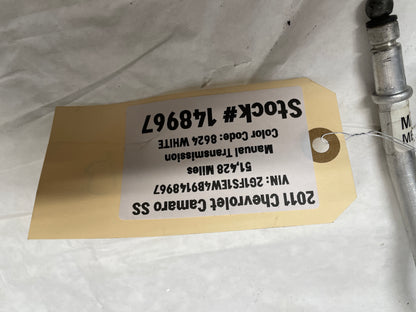 2011 Chevrolet Camaro SS
VIN: 2G1FS1EW4B9148967
51,428 Miles
Manual Transmission
Color Code: 8624 WHITE
Stock# 148967